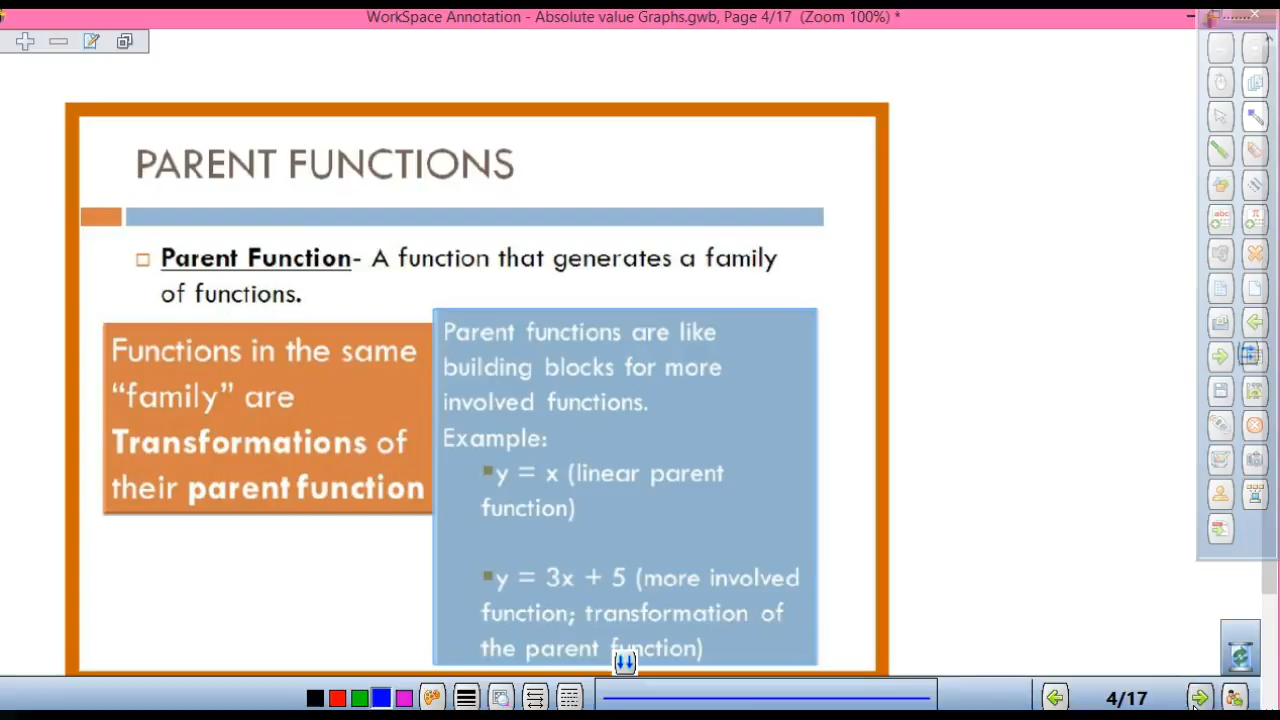 WorkSpace Annotation - Absolute value Graphs.gwb, Page 4/17 (Zoom 100%) *
PARENT FUNCTIONS
Parent Function- A function that generates a family
of functions.
Functions in the same
“family” are
Transformations of
their parent function
Parent functions are like
building blocks for more
involved functions.
Example:
y = x (linear parent
function)
y = 3x + 5 (more involved
function; transformation of
the parent function)
abc
π
4/17